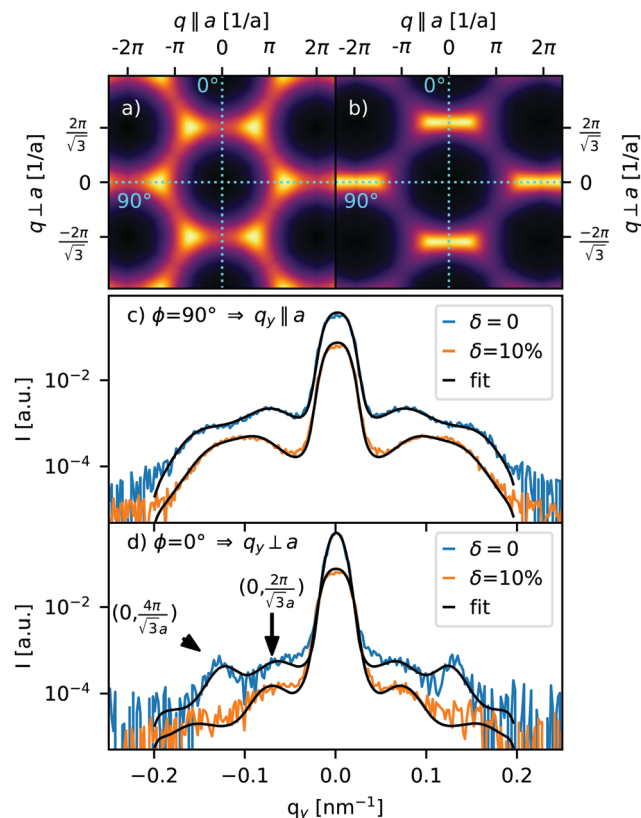 q ∥ a [1/a]
q ∥ a [1/a]
-2π -π 0 π 2π
-2π -π 0 π 2π
a) 0°
b) 0°
q ⊥ a [1/a]
2π/√3
0
-2π/√3
90°
90°
2π/√3
0
-2π/√3
q ⊥ a [1/a]
c) ϕ=90° ⇒ q_y ∥ a
δ = 0
δ=10%
fit
I [a.u.]
10⁻²
10⁻⁴
d) ϕ=0° ⇒ q_y ⊥ a
δ = 0
δ=10%
fit
(0, 4π/√3a)
(0, 2π/√3a)
I [a.u.]
10⁻²
10⁻⁴
−0.2 −0.1 0.0 0.1 0.2
q_y [nm⁻¹]